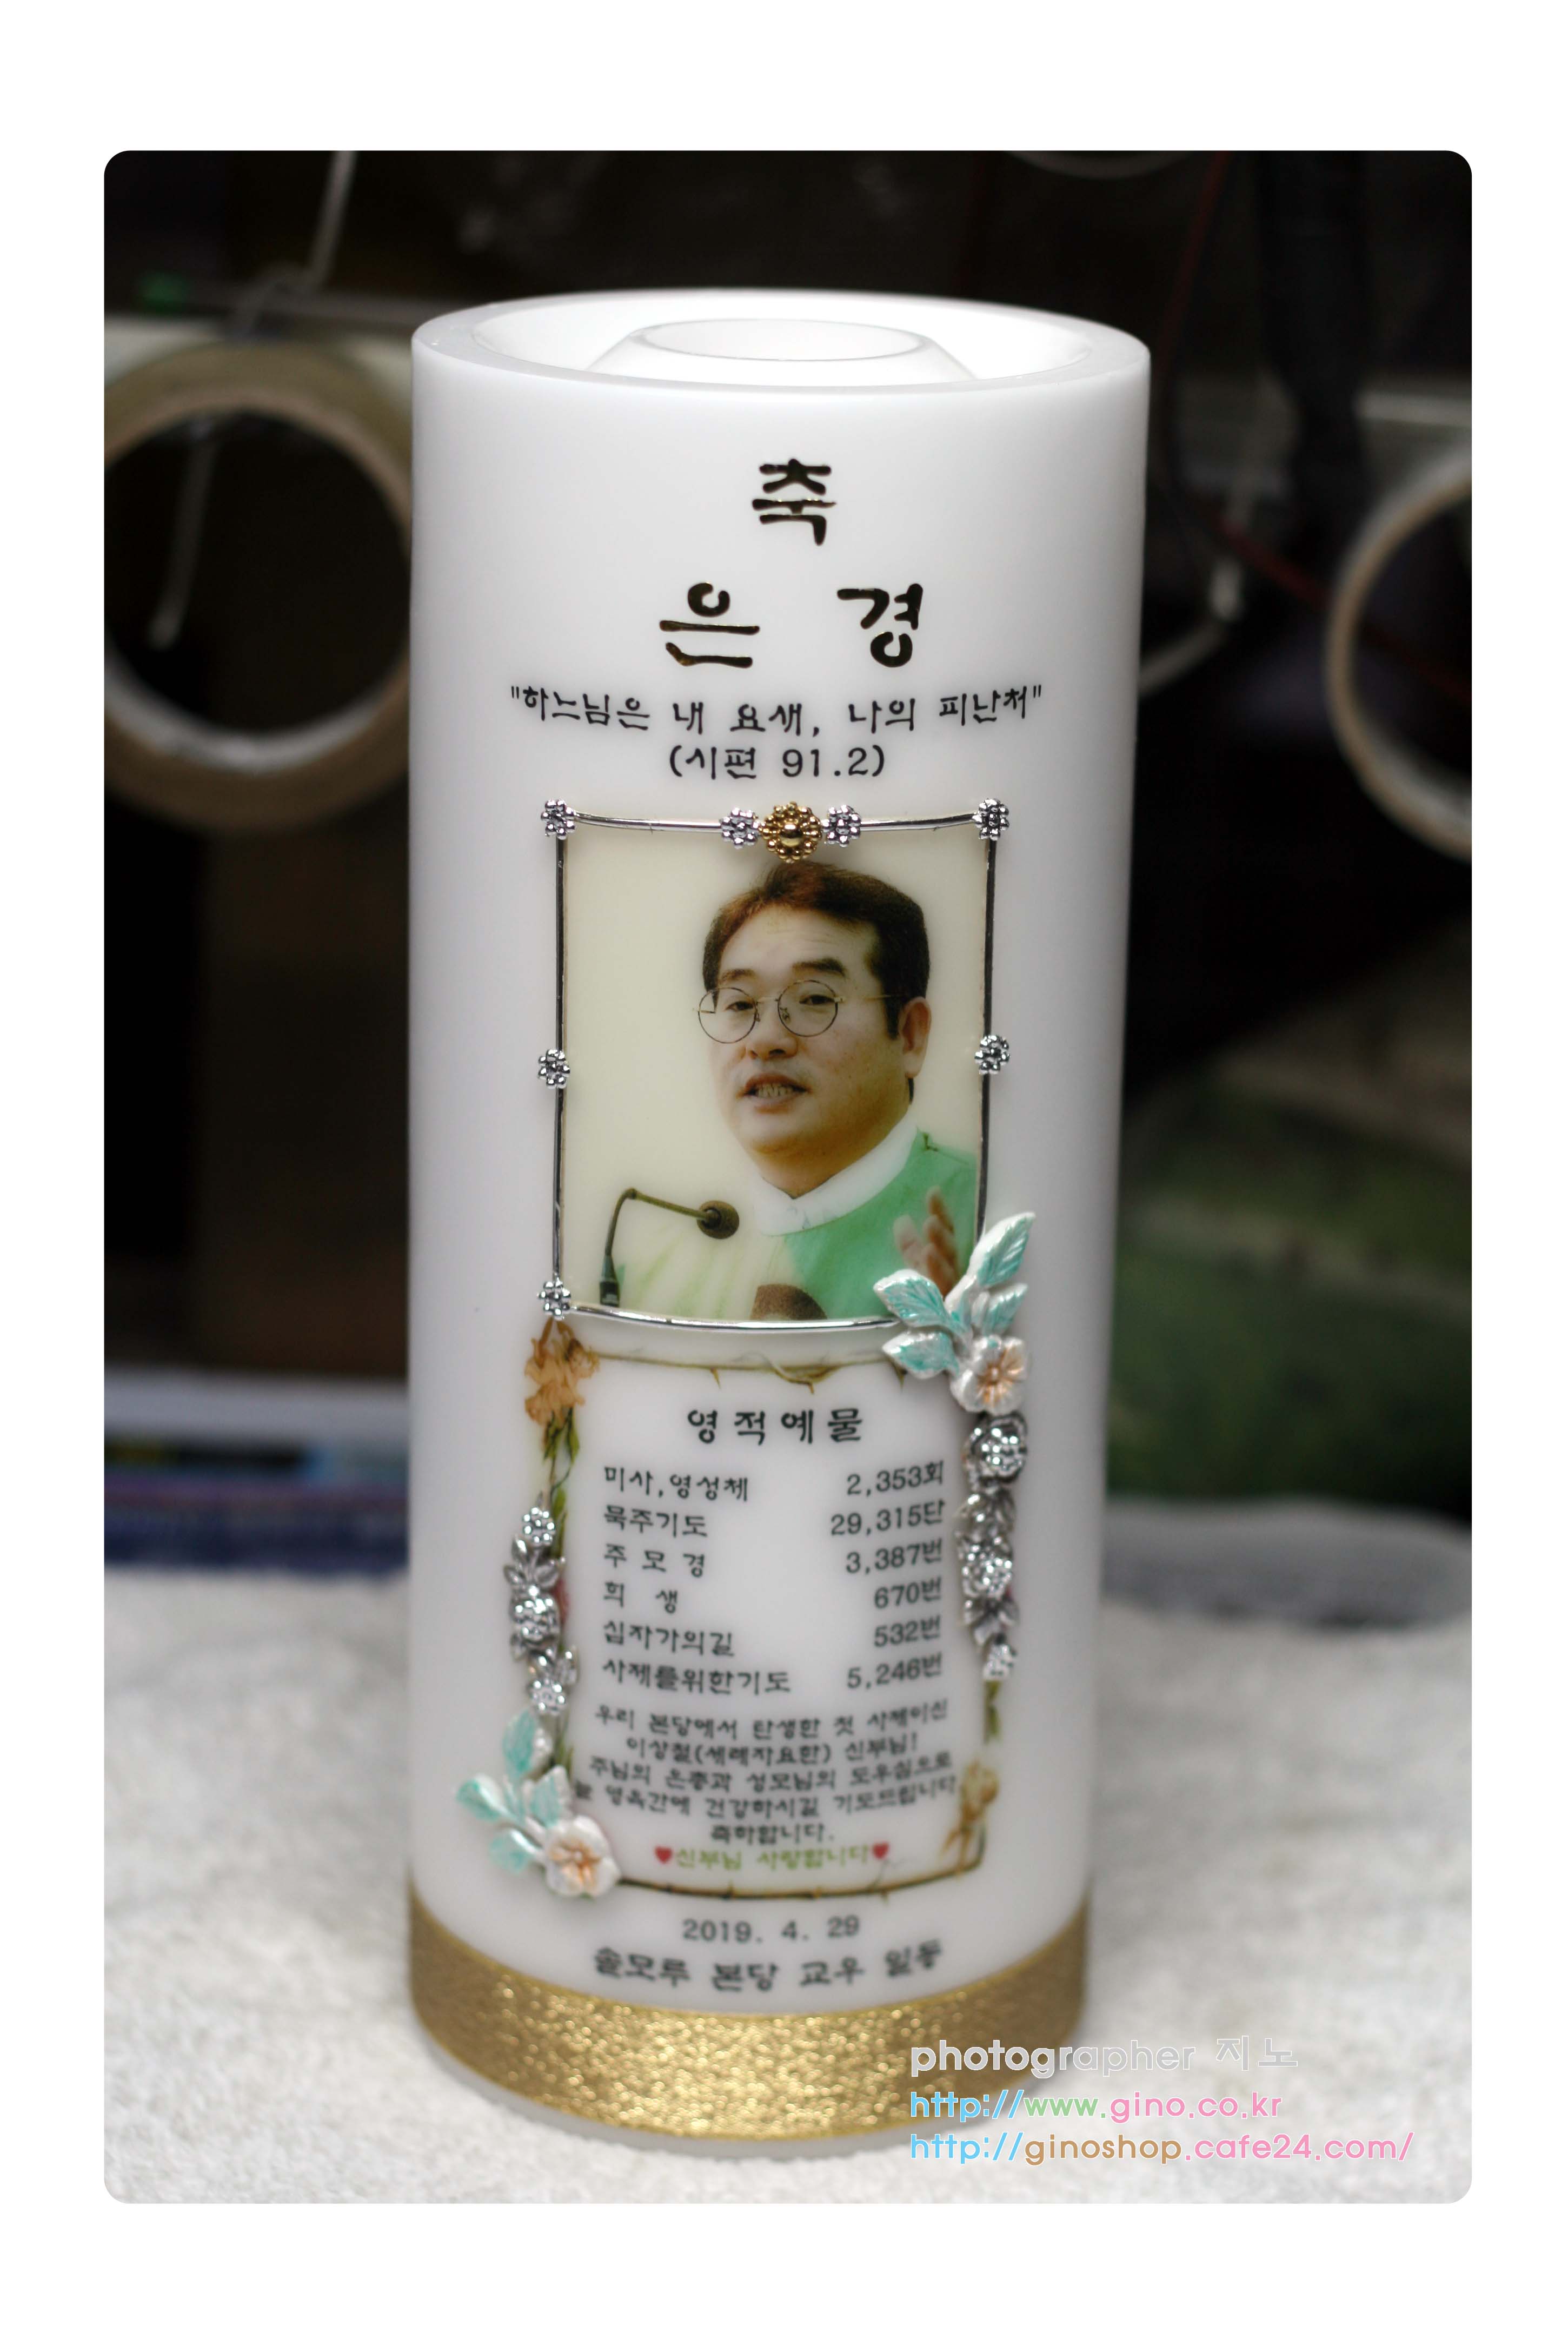 축
은 경
"하느님은 내 요새, 나의 피난처"
(시편 91.2)
영적예물
미사,영성체 2,353회
묵주기도 29,315단
주 모 경 3,387번
희 생 670번
십자가의길 532번
사제를위한기도 5,246번
우리 본당에서 탄생한 첫 사제이신
이상철(세례자요한) 신부님!
주님의 은총과 성모님의 도우심으로
늘 영육간에 건강하시길 기도드립니다
축하합니다.
♥신부님 사랑합니다♥
2019. 4. 29
솔모루 본당 교우 일동
photographer 지노
http://www.gino.co.kr
http://ginoshop.cafe24.com/